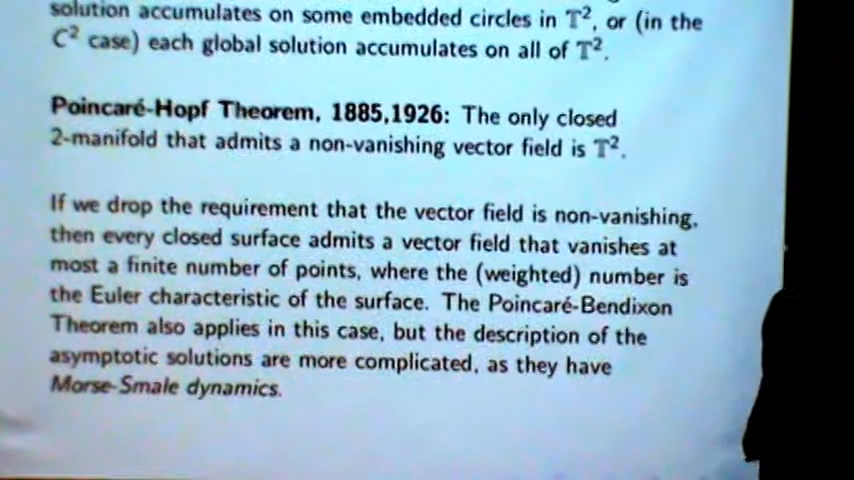 solution accumulates on some embedded circles in 𝕋², or (in the
C² case) each global solution accumulates on all of 𝕋².
Poincaré-Hopf Theorem, 1885,1926: The only closed
2-manifold that admits a non-vanishing vector field is 𝕋².
If we drop the requirement that the vector field is non-vanishing,
then every closed surface admits a vector field that vanishes at
most a finite number of points, where the (weighted) number is
the Euler characteristic of the surface. The Poincaré-Bendixon
Theorem also applies in this case, but the description of the
asymptotic solutions are more complicated, as they have
Morse-Smale dynamics.